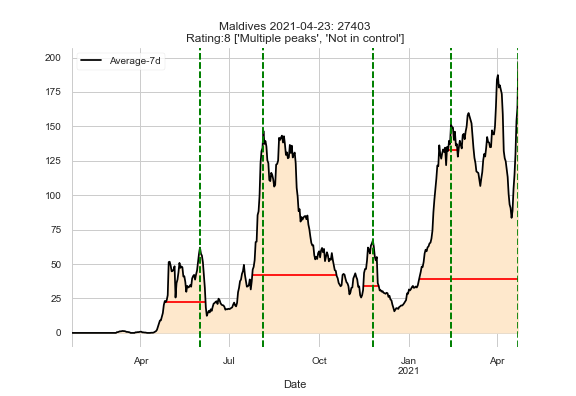 Maldives 2021-04-23: 27403
Rating:8 ['Multiple peaks', 'Not in control']
Average-7d
200
175
150
125
100
75
50
25
0
Apr
Jul
Oct
Jan
2021
Apr
Date